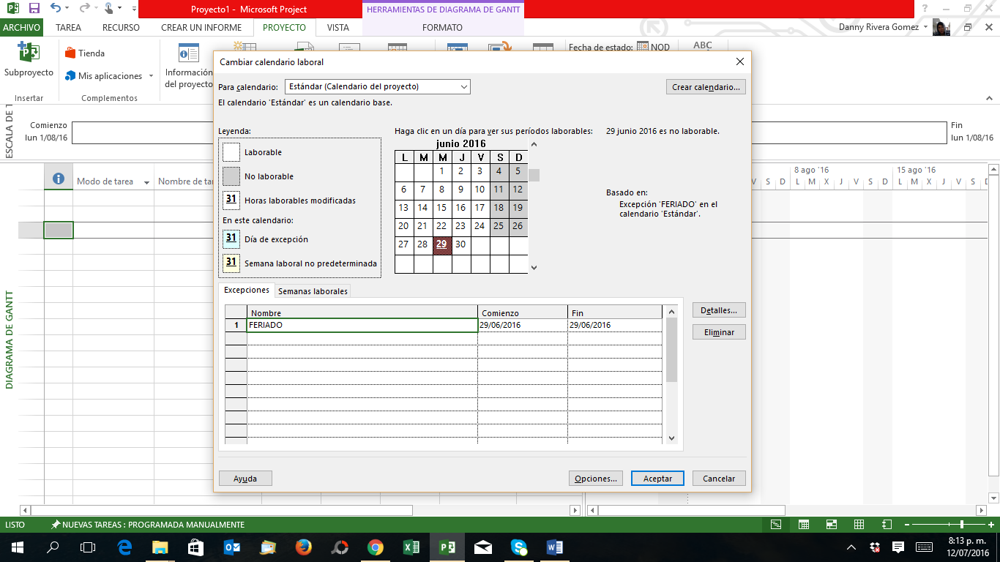 Proyecto1 - Microsoft Project
HERRAMIENTAS DE DIAGRAMA DE GANTT
ARCHIVO TAREA RECURSO CREAR UN INFORME PROYECTO VISTA FORMATO
Danny Rivera Gomez
Subproyecto
Tienda
Mis aplicaciones
Información
del proyecto
Fecha de estado: NOD
ABC
Insertar
Complementos
Cambiar calendario laboral
Para calendario: Estándar (Calendario del proyecto)
Crear calendario...
El calendario 'Estándar' es un calendario base.
ESCALA DE T
Comienzo
lun 1/08/16
Fin
lun 1/08/16
Leyenda:
Laborable
No laborable
31 Horas laborables modificadas
En este calendario:
31 Día de excepción
31 Semana laboral no predeterminada
Haga clic en un día para ver sus períodos laborables:
junio 2016
L M M J V S D
1 2 3 4 5
6 7 8 9 10 11 12
13 14 15 16 17 18 19
20 21 22 23 24 25 26
27 28 29 30
29 junio 2016 es no laborable.
Basado en:
Excepción 'FERIADO' en el
calendario 'Estándar'.
Modo de tarea
Nombre de tar
8 ago '16
15 ago '16
V S D L M X J V S D L M X J V S D
DIAGRAMA DE GANTT
Excepciones
Semanas laborales
Nombre Comienzo Fin
1 FERIADO 29/06/2016 29/06/2016
Detalles...
Eliminar
Ayuda
Opciones...
Aceptar
Cancelar
LISTO
NUEVAS TAREAS : PROGRAMADA MANUALMENTE
8:13 p. m.
12/07/2016